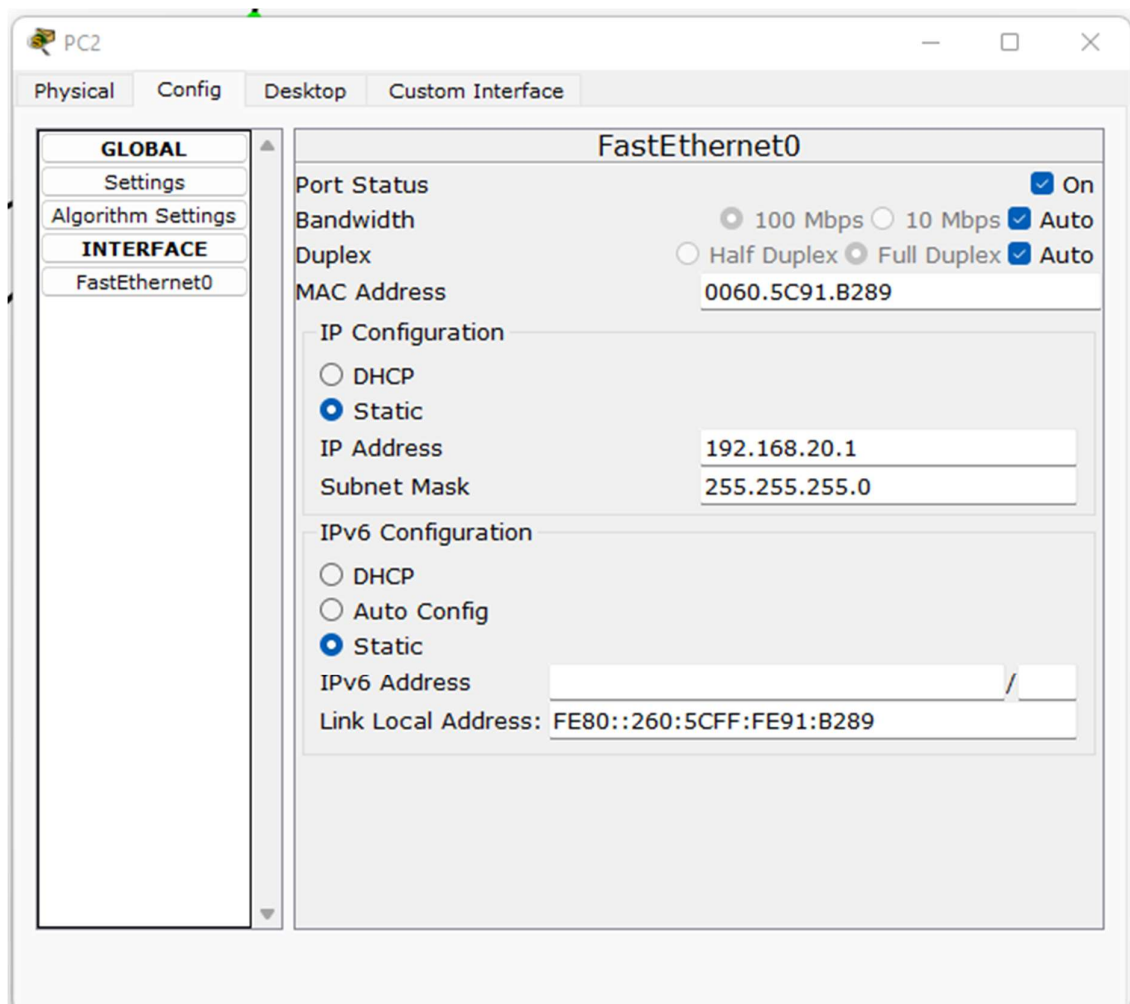 PC2
Physical Config Desktop Custom Interface
GLOBAL
Settings
Algorithm Settings
INTERFACE
FastEthernet0
FastEthernet0
Port Status On
Bandwidth 100 Mbps 10 Mbps Auto
Duplex Half Duplex Full Duplex Auto
MAC Address 0060.5C91.B289
IP Configuration
DHCP
Static
IP Address 192.168.20.1
Subnet Mask 255.255.255.0
IPv6 Configuration
DHCP
Auto Config
Static
IPv6 Address /
Link Local Address: FE80::260:5CFF:FE91:B289